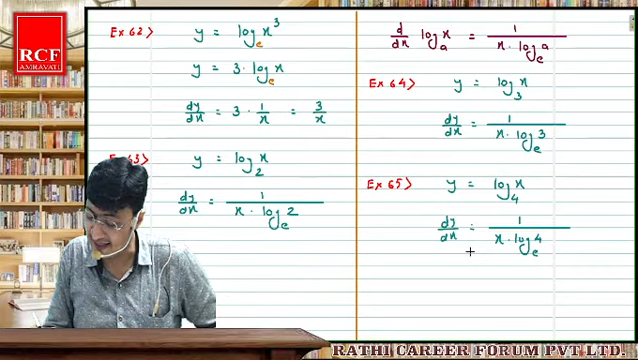 RCF
AMRAVATI
Ex 62> y = log_e x^3
y = 3 · log_e x
dy/dx = 3 · 1/x = 3/x
63> y = log_2 x
dy/dx = 1/(x · log_e 2)
d/dx log_a x = 1/(x · log_e a)
Ex 64> y = log_3 x
dy/dx = 1/(x · log_e 3)
Ex 65> y = log_4 x
dy/dx = 1/(x · log_e 4)
RATHI CAREER FORUM PVT LTD.